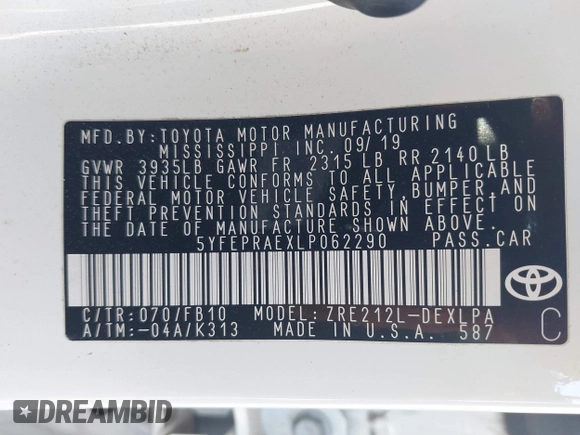 MFD. BY: TOYOTA MOTOR MANUFACTURING
MISSISSIPPI, INC. 09/19
GVWR 3935LB GAWR FR 2315 LB RR 2140 LB
THIS VEHICLE CONFORMS TO ALL APPLICABLE
FEDERAL MOTOR VEHICLE SAFETY, BUMPER, AND
THEFT PREVENTION STANDARDS IN EFFECT ON
THE DATE OF MANUFACTURE SHOWN ABOVE.
5YFEPRAEXLP062290 PASS.CAR
C/TR: 070/FB10 MODEL: ZRE212L-DEXLPA
A/TM: -04A/K313 MADE IN U.S.A. 587
C
DREAMBID